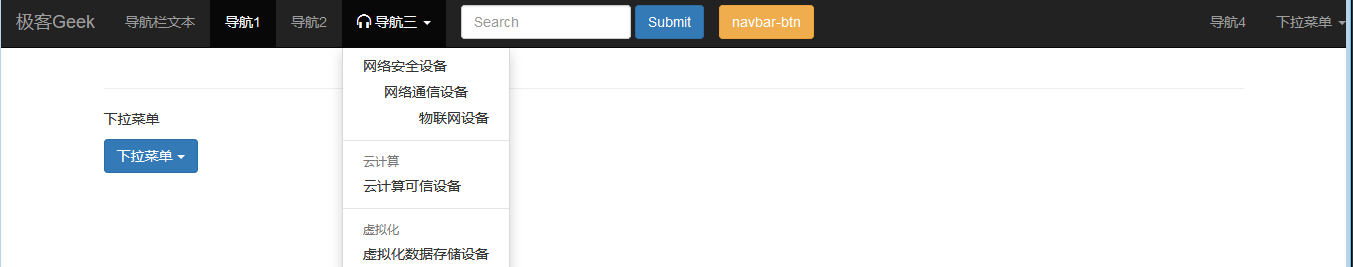 极客Geek 导航栏文本 导航1 导航2 导航三 Search Submit navbar-btn 导航4 下拉菜单
网络安全设备
网络通信设备
物联网设备
下拉菜单
下拉菜单
云计算
云计算可信设备
虚拟化
虚拟化数据存储设备